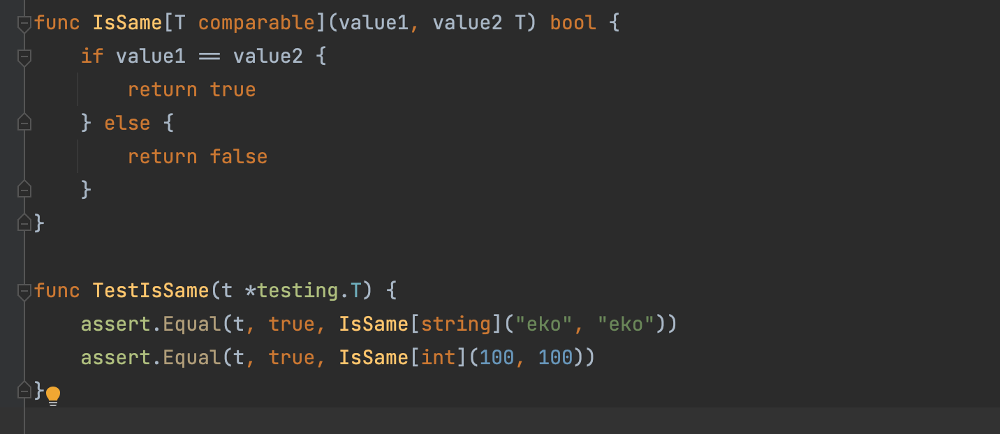 func IsSame[T comparable](value1, value2 T) bool {
    if value1 == value2 {
        return true
    } else {
        return false
    }
}

func TestIsSame(t *testing.T) {
    assert.Equal(t, true, IsSame[string]("eko", "eko"))
    assert.Equal(t, true, IsSame[int](100, 100))
}